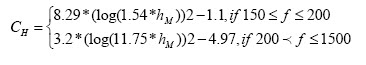 C_H = {8.29*(log(1.54*h_M))2−1.1, if 150 ≤ f ≤ 200
3.2*(log(11.75*h_M))2−4.97, if 200 ≺ f ≤1500